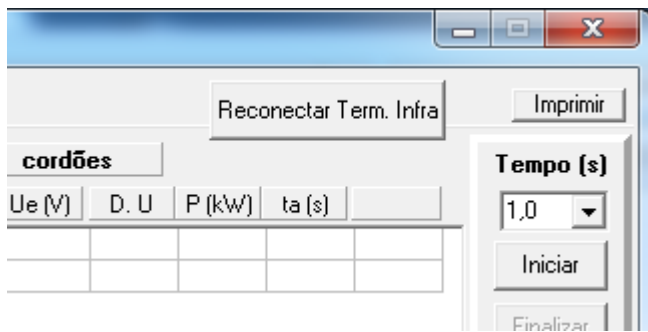 Reconectar Term. Infra
Imprimir
cordões
Tempo (s)
Ue (V) D. U P (kW) ta (s)
1,0
Iniciar
Finalizar